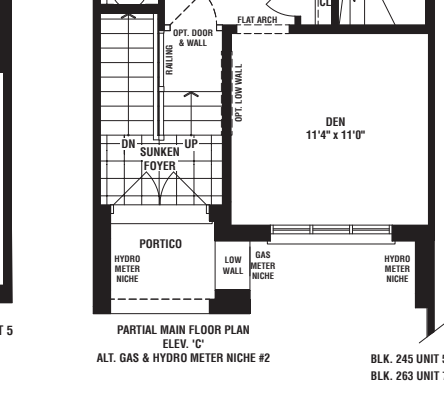 CL
FLAT ARCH
OPT. DOOR
& WALL
RAILING
OPT. LOW WALL
DEN
11'4" x 11'0"
DN
UP
SUNKEN
FOYER
PORTICO
HYDRO
METER
NICHE
LOW
WALL
GAS
METER
NICHE
HYDRO
METER
NICHE
T 5
PARTIAL MAIN FLOOR PLAN
ELEV. 'C'
ALT. GAS & HYDRO METER NICHE #2
BLK. 245 UNIT
BLK. 263 UNIT